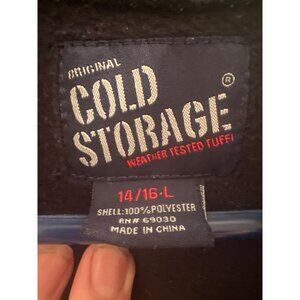 ORIGINAL
COLD
STORAGE®
WEATHER TESTED TUFF!
14/16-L
SHELL:100%POLYESTER
RN# 69030
MADE IN CHINA